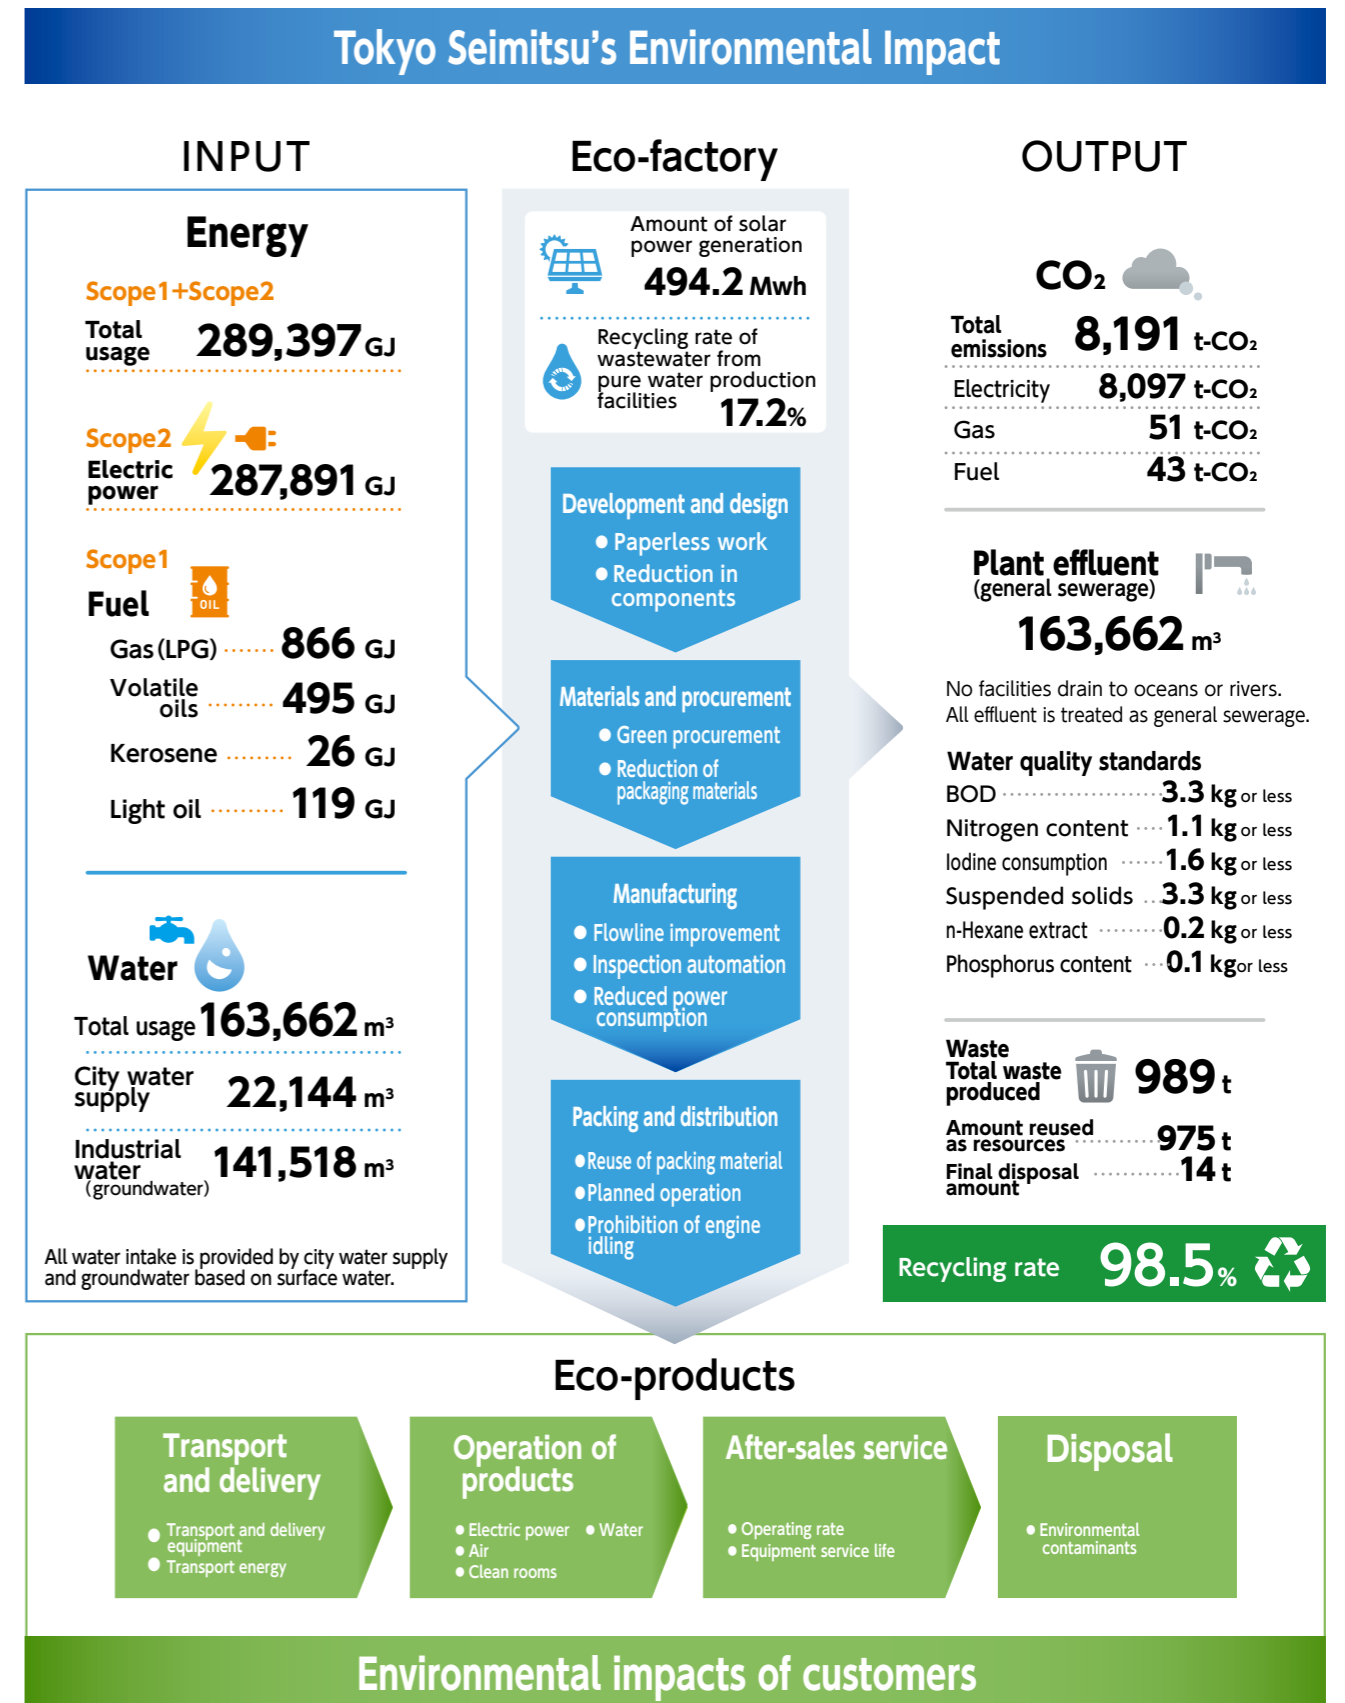 Tokyo Seimitsu's Environmental Impact
INPUT
Energy
Scope1+Scope2
Total
usage
289,397 GJ
Scope2
Electric
power
287,891 GJ
Scope1
Fuel
OIL
Gas (LPG) 866 GJ
Volatile
oils
495 GJ
Kerosene 26 GJ
Light oil 119 GJ
Water
Total usage 163,662 m³
City water
supply
22,144 m³
Industrial
water
(groundwater)
141,518 m³
All water intake is provided by city water supply
and groundwater based on surface water.
Eco-factory
Amount of solar
power generation
494.2 Mwh
Recycling rate of
wastewater from
pure water production
facilities
17.2%
Development and design
● Paperless work
● Reduction in
components
Materials and procurement
● Green procurement
● Reduction of
packaging materials
Manufacturing
● Flowline improvement
● Inspection automation
● Reduced power
consumption
Packing and distribution
● Reuse of packing material
● Planned operation
● Prohibition of engine
idling
OUTPUT
CO₂
Total
emissions
8,191 t-CO₂
Electricity 8,097 t-CO₂
Gas 51 t-CO₂
Fuel 43 t-CO₂
Plant effluent
(general sewerage)
163,662 m³
No facilities drain to oceans or rivers.
All effluent is treated as general sewerage.
Water quality standards
BOD 3.3 kg or less
Nitrogen content 1.1 kg or less
Iodine consumption 1.6 kg or less
Suspended solids 3.3 kg or less
n-Hexane extract 0.2 kg or less
Phosphorus content 0.1 kg or less
Waste
Total waste
produced
989 t
Amount reused
as resources
975 t
Final disposal
amount
14 t
Recycling rate 98.5 %
Eco-products
Transport
and delivery
● Transport and delivery
equipment
● Transport energy
Operation of
products
● Electric power ● Water
● Air
● Clean rooms
After-sales service
● Operating rate
● Equipment service life
Disposal
● Environmental
contaminants
Environmental impacts of customers